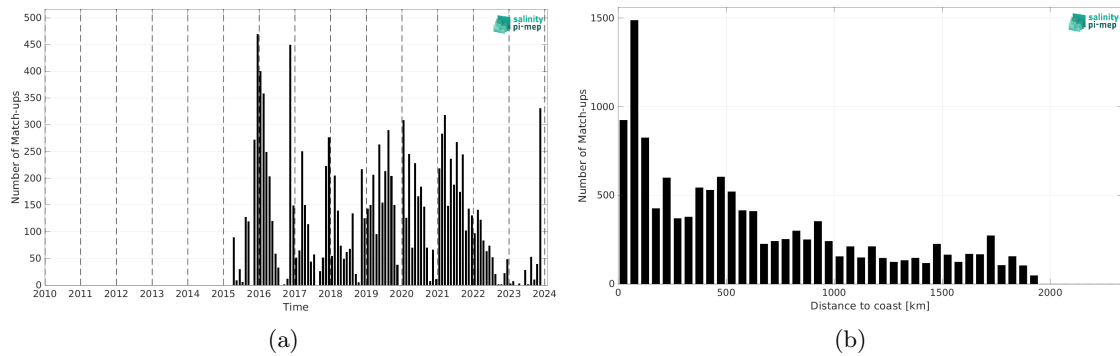 salinity
pi-mep
Number of Match-ups
500
450
400
350
300
250
200
150
100
50
0
2010 2011 2012 2013 2014 2015 2016 2017 2018 2019 2020 2021 2022 2023 2024
Time
(a)
salinity
pi-mep
Number of Match-ups
1500
1000
500
0
0 500 1000 1500 2000
Distance to coast [km]
(b)